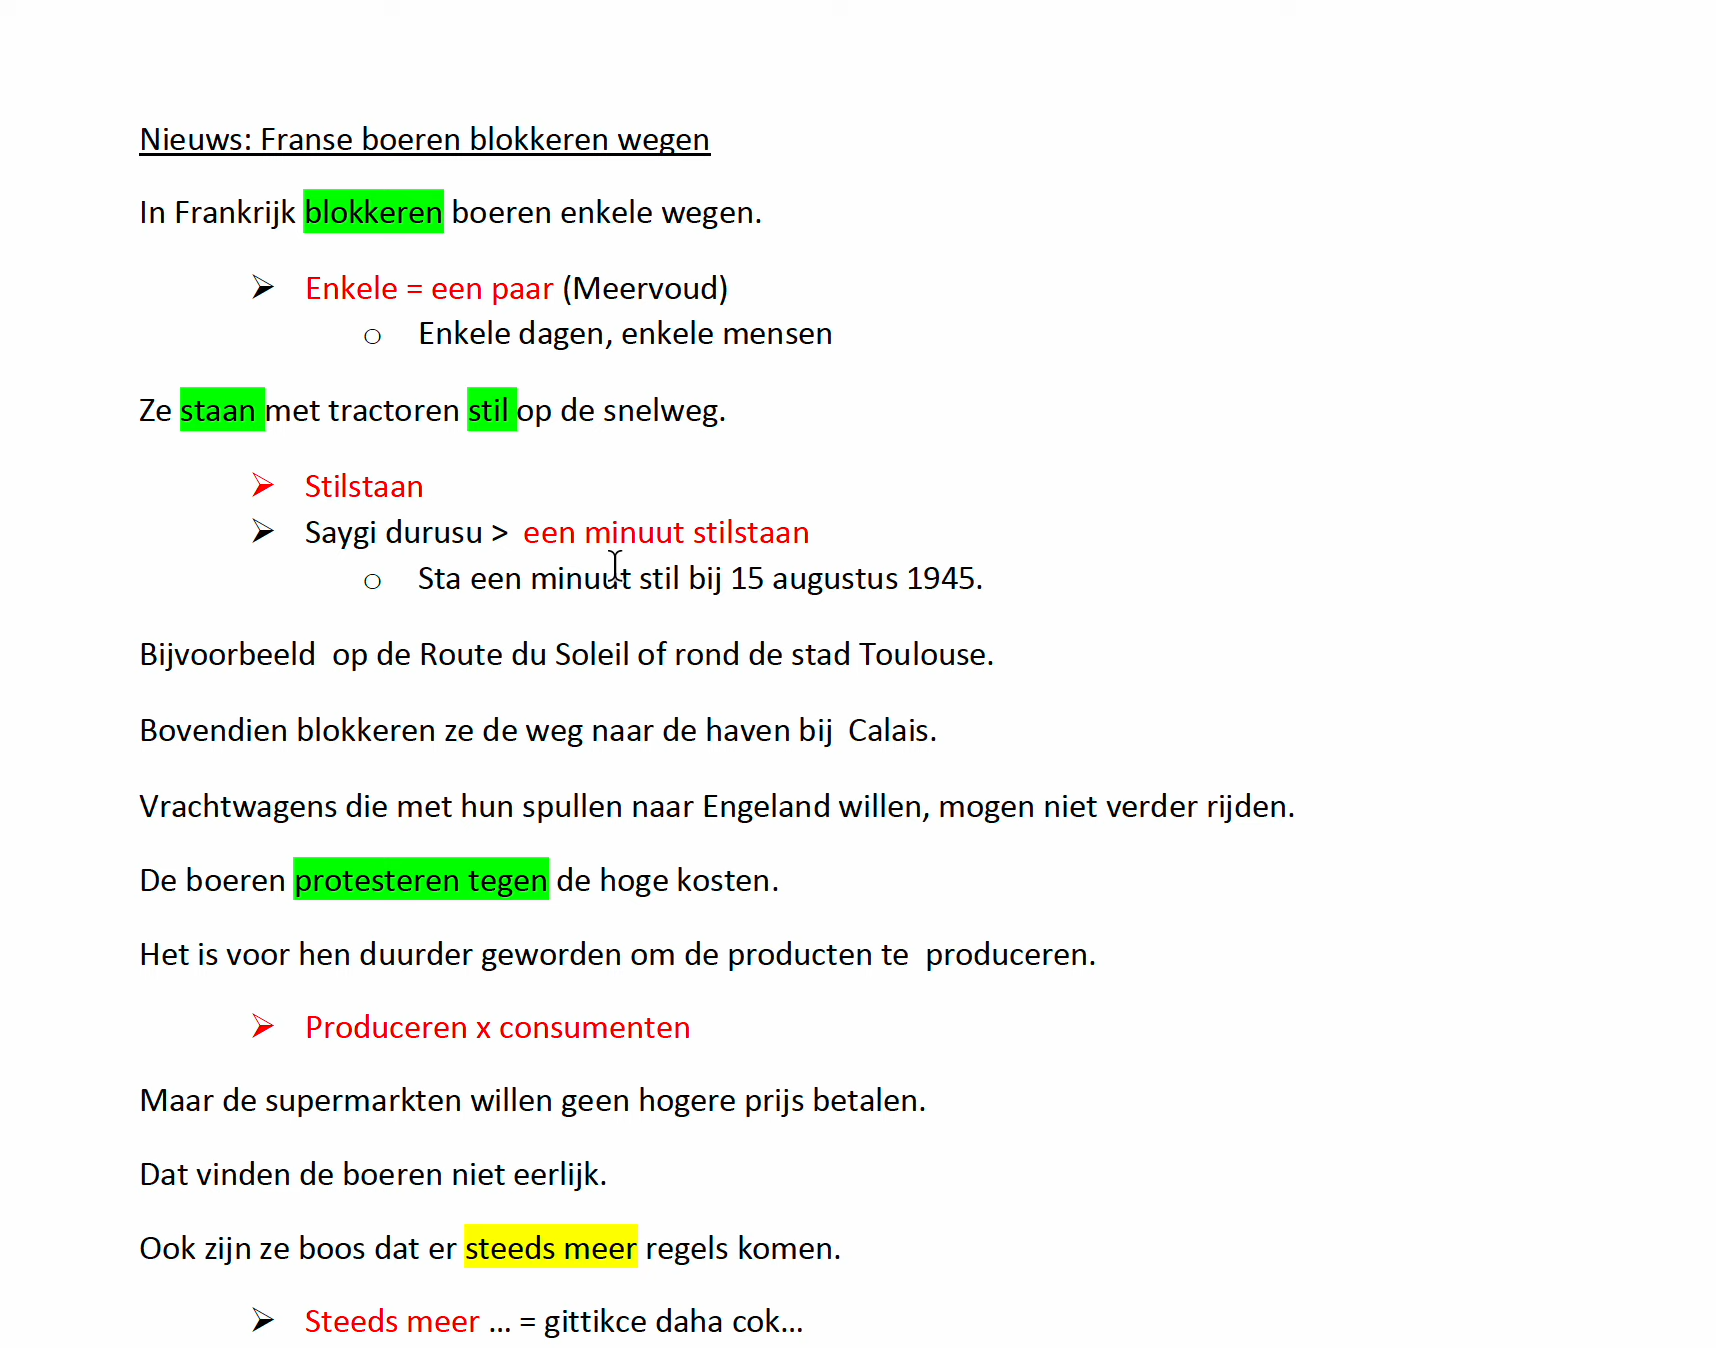 Nieuws: Franse boeren blokkeren wegen
In Frankrijk blokkeren boeren enkele wegen.
➢ Enkele = een paar (Meervoud)
○ Enkele dagen, enkele mensen
Ze staan met tractoren stil op de snelweg.
➢ Stilstaan
➢ Saygi durusu > een minuut stilstaan
○ Sta een minuut stil bij 15 augustus 1945.
Bijvoorbeeld op de Route du Soleil of rond de stad Toulouse.
Bovendien blokkeren ze de weg naar de haven bij Calais.
Vrachtwagens die met hun spullen naar Engeland willen, mogen niet verder rijden.
De boeren protesteren tegen de hoge kosten.
Het is voor hen duurder geworden om de producten te produceren.
➢ Produceren x consumenten
Maar de supermarkten willen geen hogere prijs betalen.
Dat vinden de boeren niet eerlijk.
Ook zijn ze boos dat er steeds meer regels komen.
➢ Steeds meer ... = gittikce daha cok...